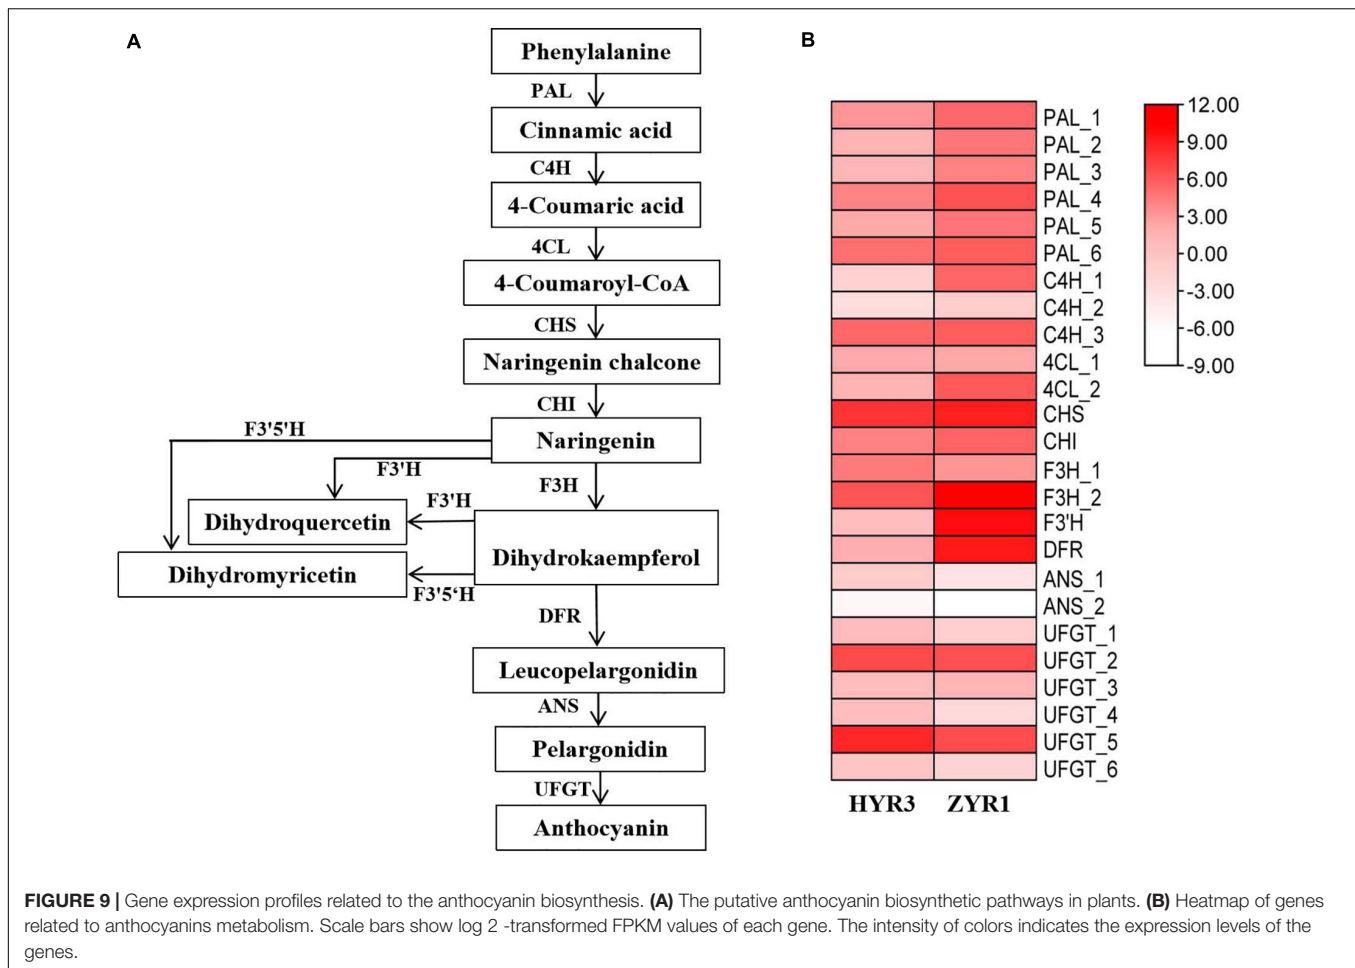 A
Phenylalanine
PAL
Cinnamic acid
C4H
4-Coumaric acid
4CL
4-Coumaroyl-CoA
CHS
Naringenin chalcone
CHI
Naringenin
F3'5'H
F3'H
F3H
F3'H
Dihydroquercetin
Dihydrokaempferol
Dihydromyricetin
F3'5‘H
DFR
Leucopelargonidin
ANS
Pelargonidin
UFGT
Anthocyanin
B
PAL_1
PAL_2
PAL_3
PAL_4
PAL_5
PAL_6
C4H_1
C4H_2
C4H_3
4CL_1
4CL_2
CHS
CHI
F3H_1
F3H_2
F3'H
DFR
ANS_1
ANS_2
UFGT_1
UFGT_2
UFGT_3
UFGT_4
UFGT_5
UFGT_6
HYR3 ZYR1
12.00
9.00
6.00
3.00
0.00
-3.00
-6.00
-9.00
FIGURE 9 | Gene expression profiles related to the anthocyanin biosynthesis. (A) The putative anthocyanin biosynthetic pathways in plants. (B) Heatmap of genes
related to anthocyanins metabolism. Scale bars show log 2 -transformed FPKM values of each gene. The intensity of colors indicates the expression levels of the
genes.